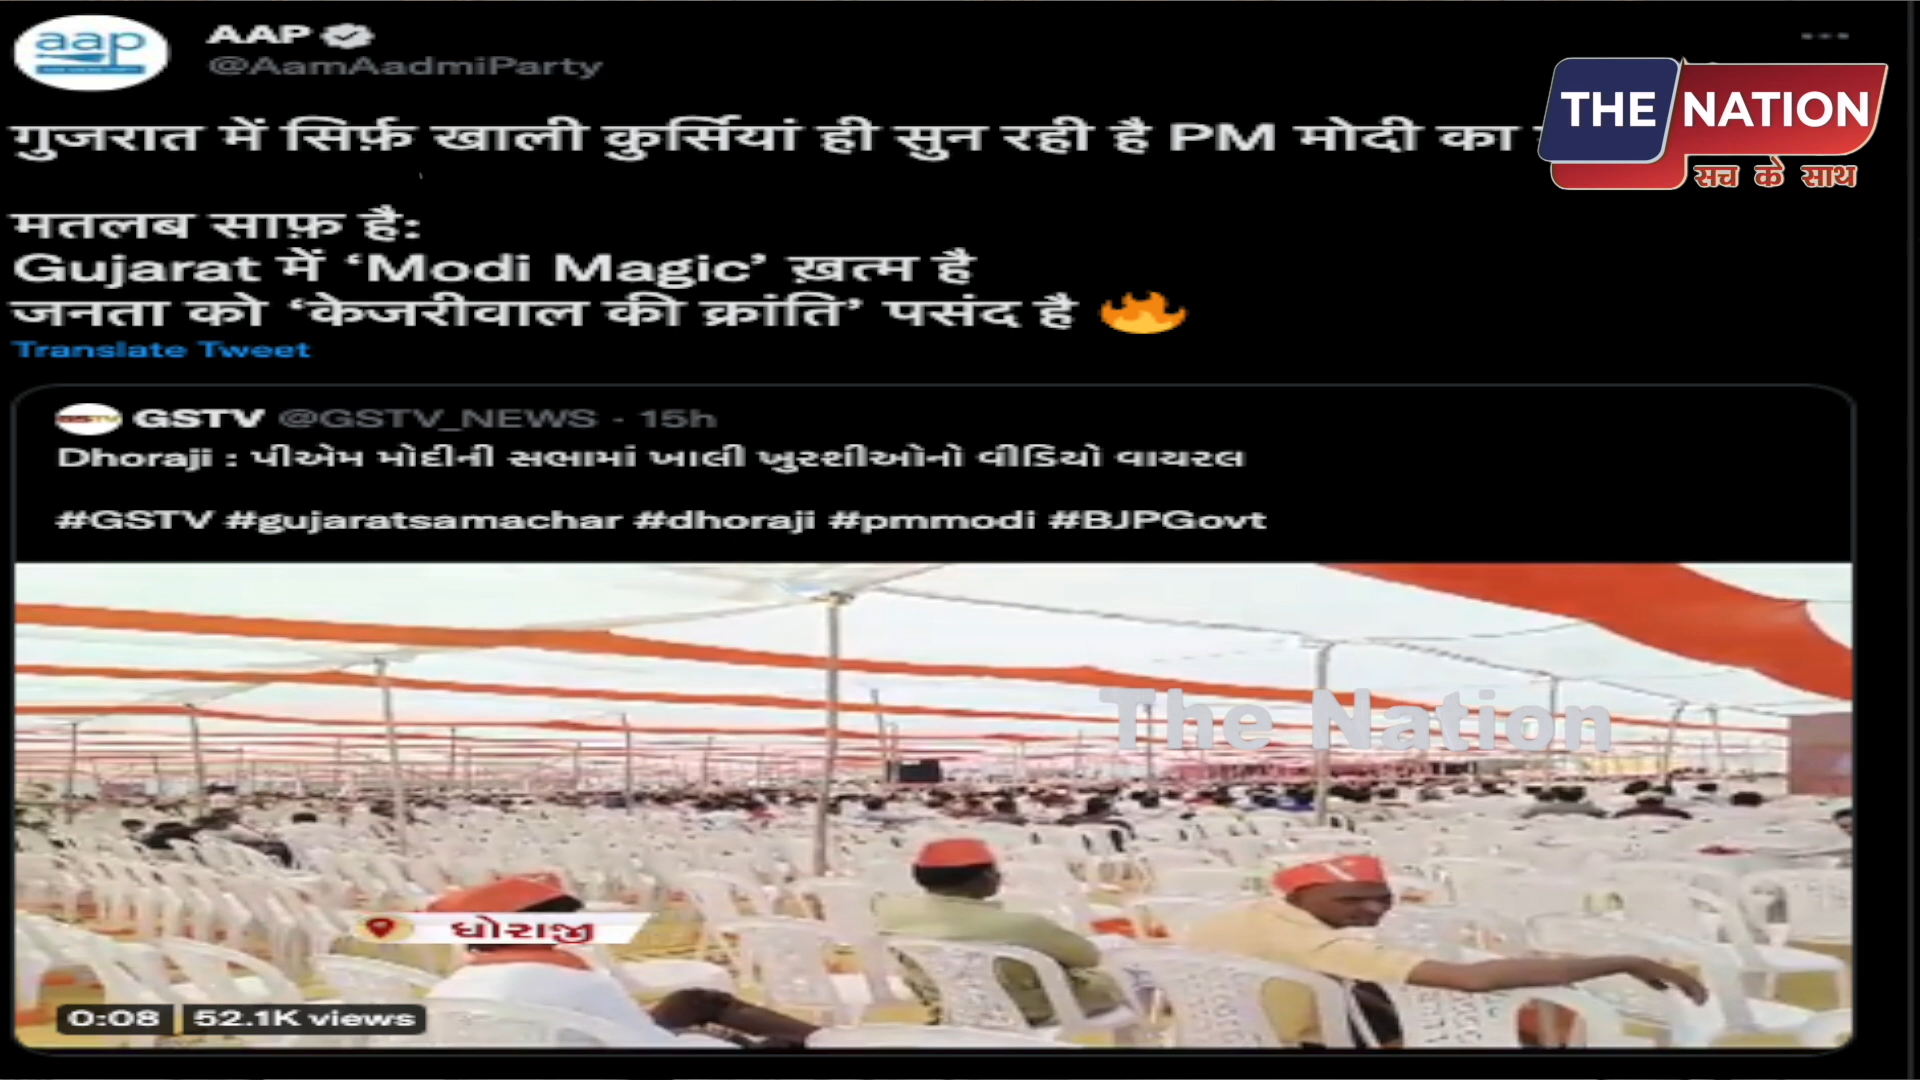 aap
AAP
@AamAadmiParty
THE NATION
सच के साथ
गुजरात में सिर्फ़ खाली कुर्सियां ही सुन रही है PM मोदी का
मतलब साफ़ है:
Gujarat में ‘Modi Magic’ ख़त्म है
जनता को ‘केजरीवाल की क्रांति’ पसंद है 🔥
Translate Tweet
GSTV @GSTV_NEWS · 15h
Dhoraji : પીએમ મોદીની સભામાં ખાલી ખુરશીઓનો વીડિયો વાયરલ
#GSTV #gujaratsamachar #dhoraji #pmmodi #BJPGovt
The Nation
ધોરાજી
0:08 52.1K views